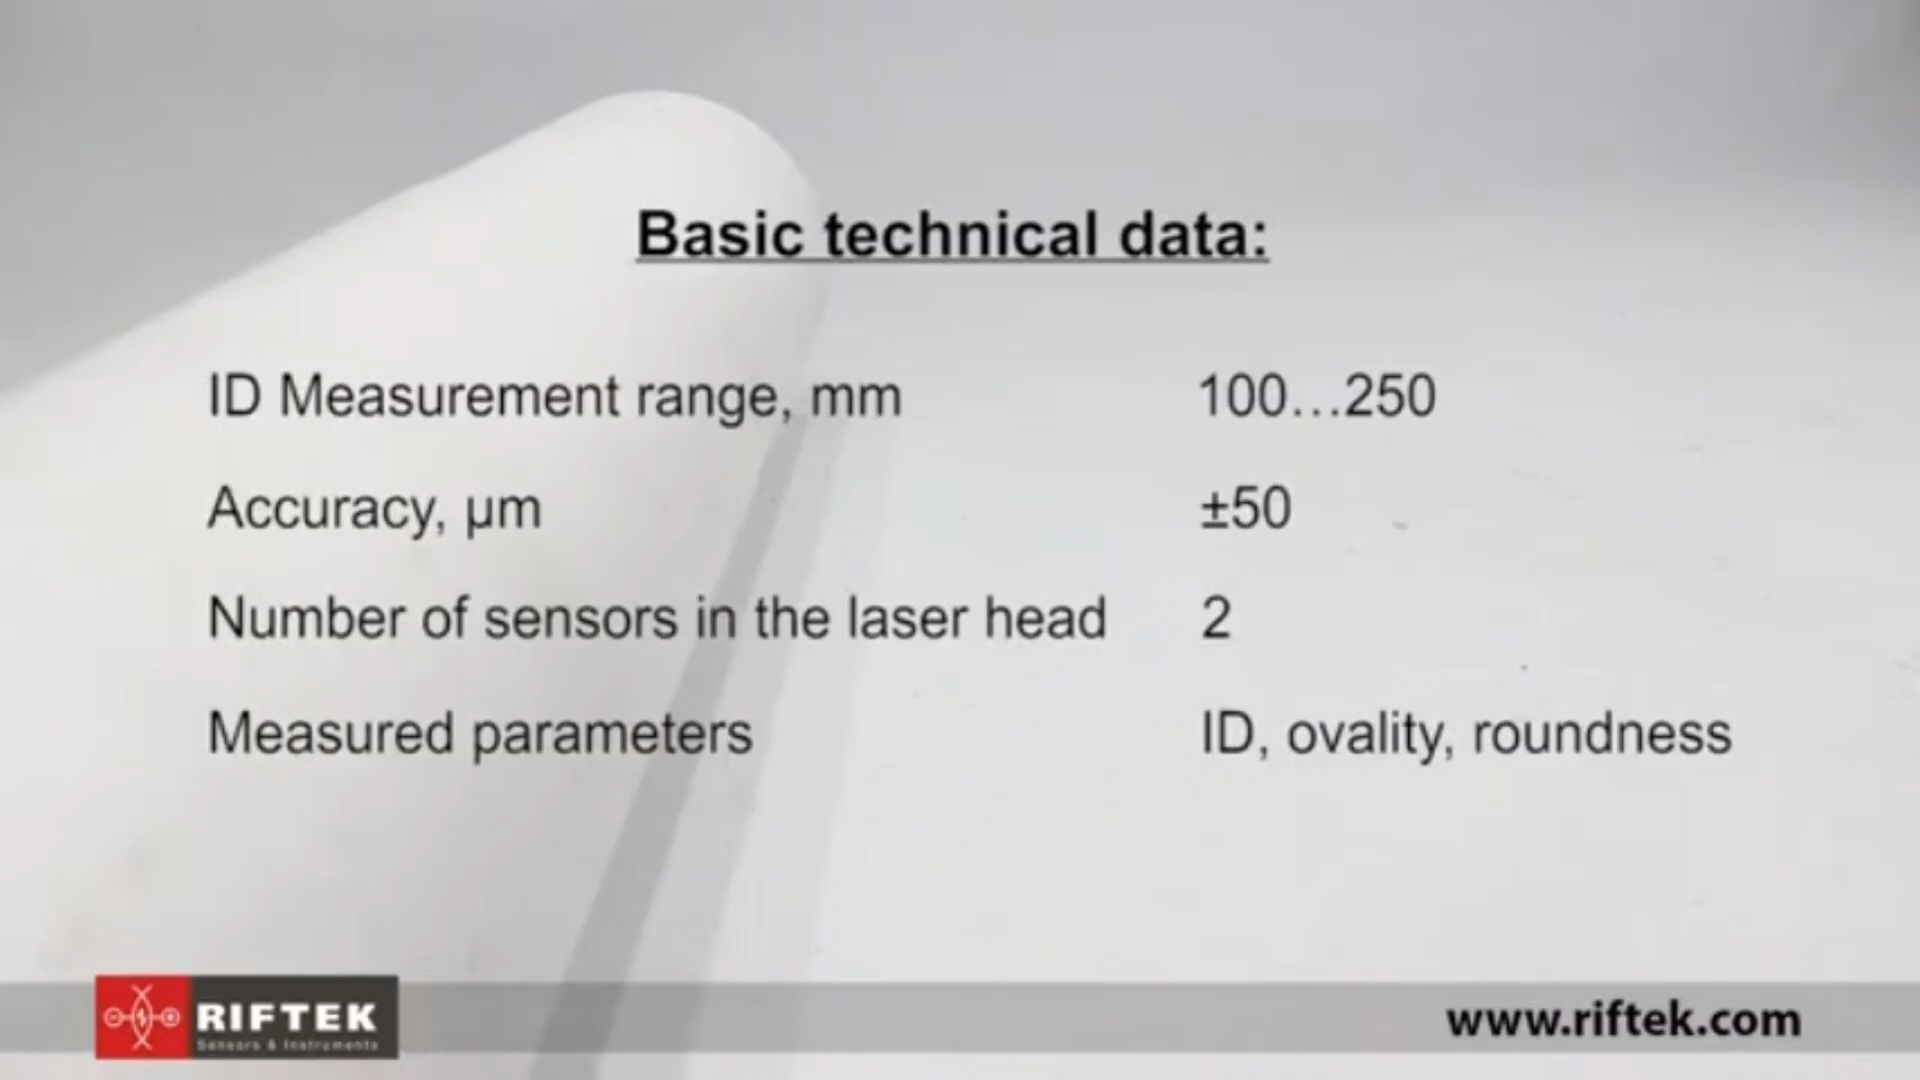 Basic technical data:
ID Measurement range, mm 100...250
Accuracy, µm ±50
Number of sensors in the laser head 2
Measured parameters ID, ovality, roundness
RIFTEK
Sensors & Instruments
www.riftek.com